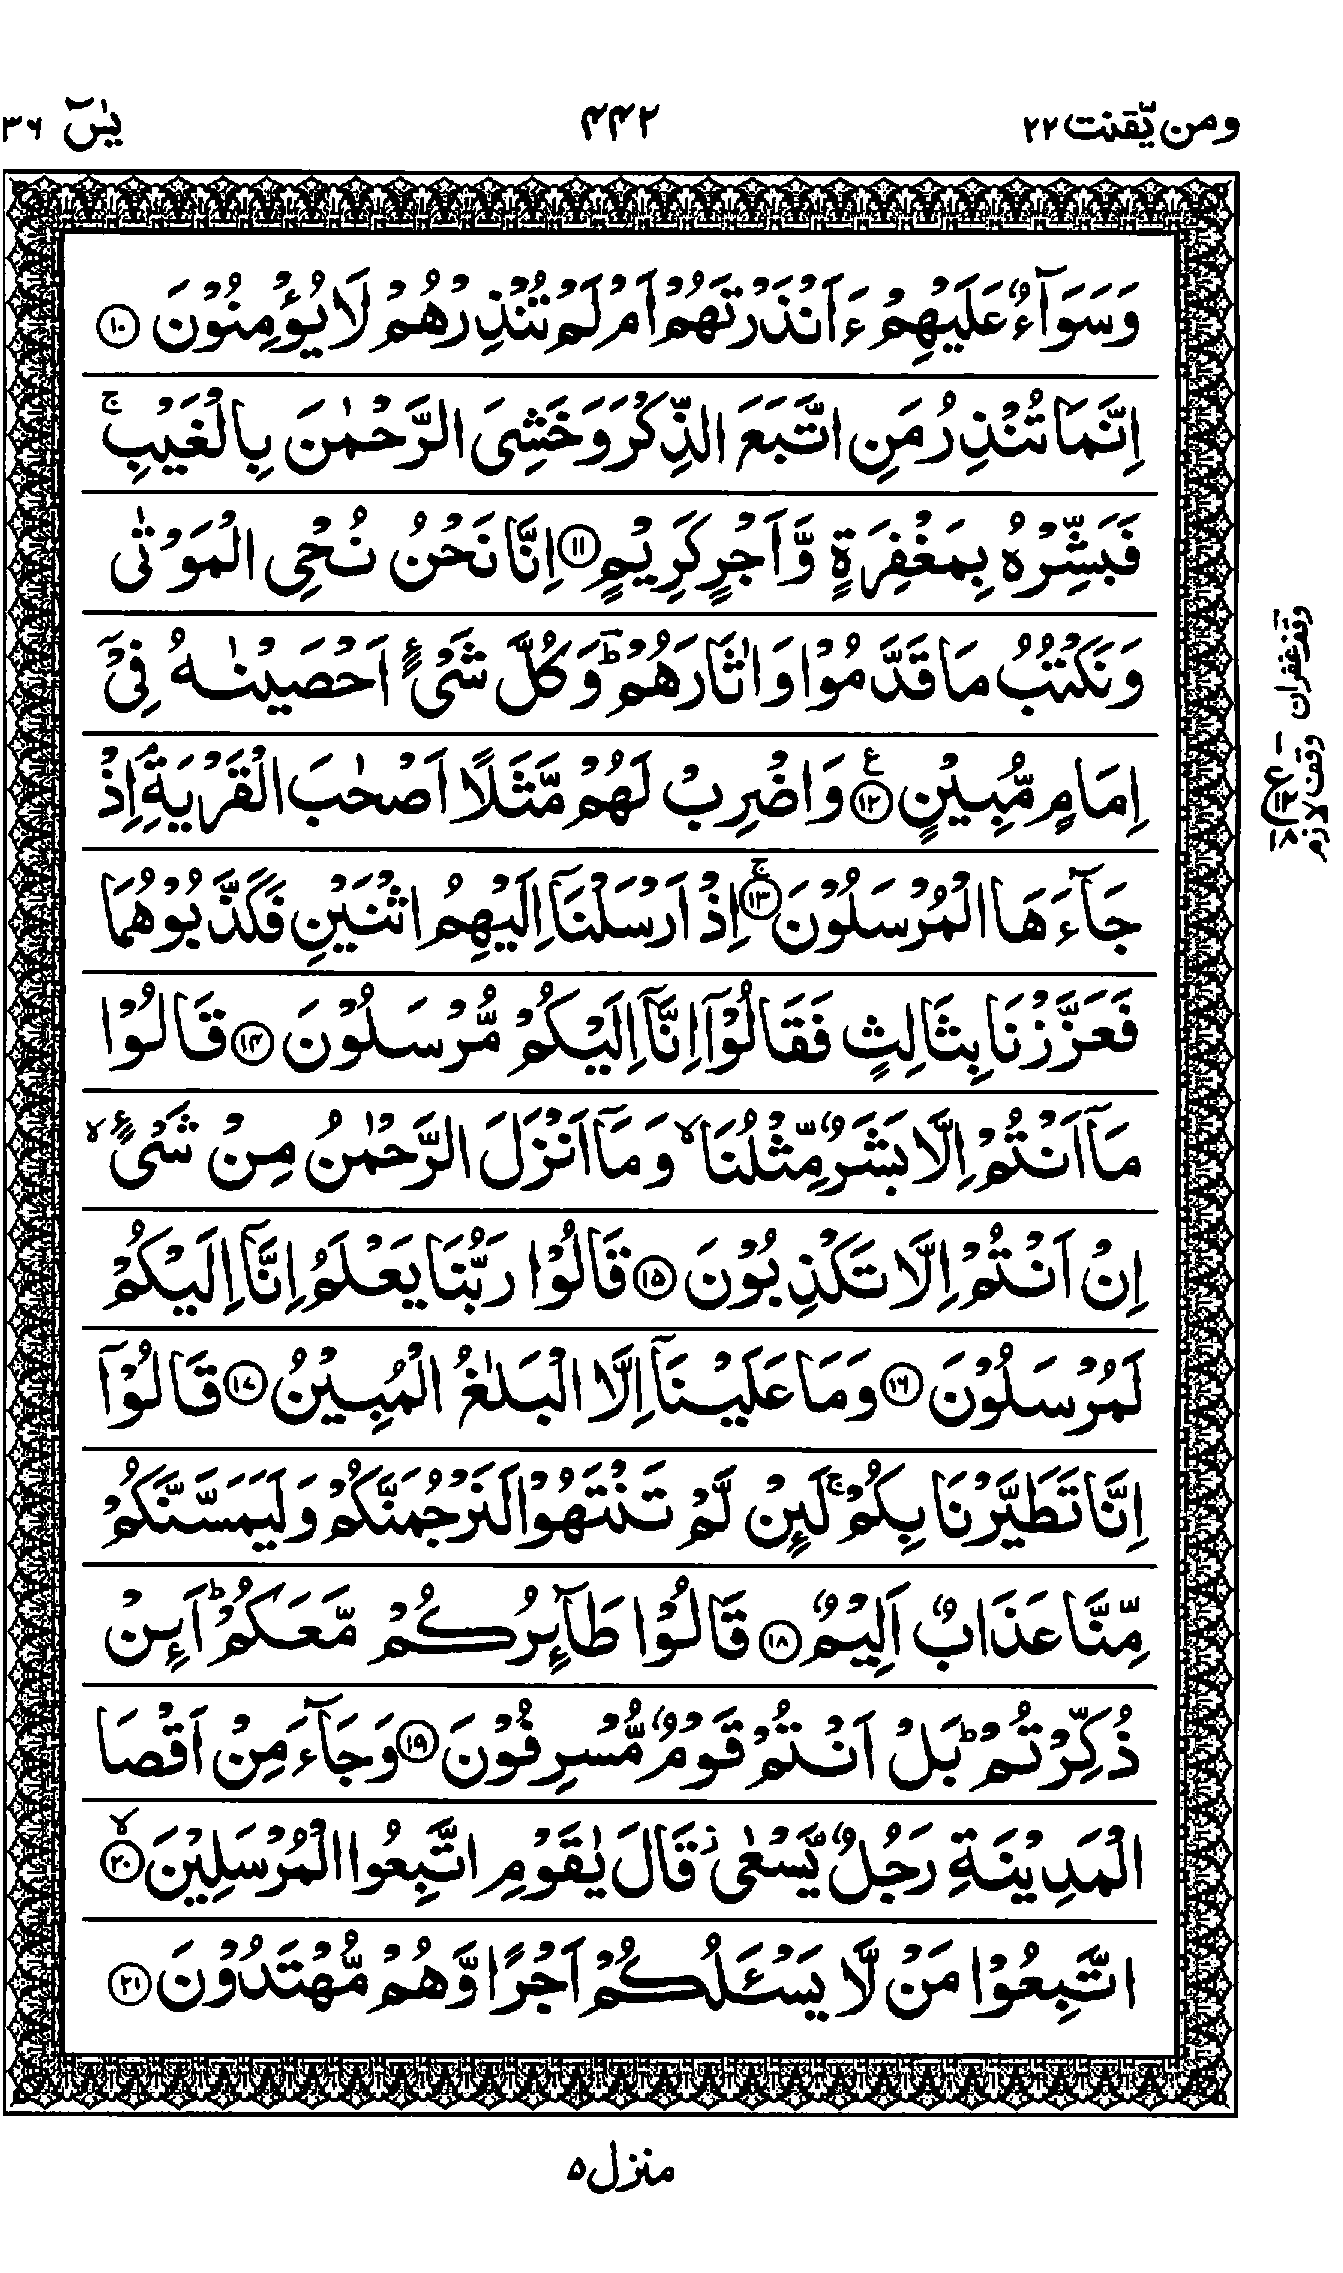 ومن يّقنت ٢٢
٤٤٢
يٰسٓ ٣٦
وَسَوَآءٌ عَلَيْهِمْ ءَاَنْذَرْتَهُمْ اَمْ لَمْ تُنْذِرْهُمْ لَا يُؤْمِنُوْنَ ۝١٠
اِنَّمَا تُنْذِرُ مَنِ اتَّبَعَ الذِّكْرَ وَخَشِيَ الرَّحْمٰنَ بِالْغَيْبِ ۚ
فَبَشِّرْهُ بِمَغْفِرَةٍ وَّاَجْرٍ كَرِيْمٍ ۝١١ اِنَّا نَحْنُ نُحْيِ الْمَوْتٰى
وَنَكْتُبُ مَا قَدَّمُوْا وَاٰثَارَهُمْ ؕ وَكُلَّ شَيْءٍ اَحْصَيْنٰهُ فِيْۤ
اِمَامٍ مُّبِيْنٍ ۝١٢ ع وَاضْرِبْ لَهُمْ مَّثَلًا اَصْحٰبَ الْقَرْيَةِ ۘ اِذْ
جَآءَهَا الْمُرْسَلُوْنَ ۝١٣ ۚ اِذْ اَرْسَلْنَاۤ اِلَيْهِمُ اثْنَيْنِ فَكَذَّبُوْهُمَا
فَعَزَّزْنَا بِثَالِثٍ فَقَالُوْۤا اِنَّاۤ اِلَيْكُمْ مُّرْسَلُوْنَ ۝١٤ قَالُوْا
مَاۤ اَنْتُمْ اِلَّا بَشَرٌ مِّثْلُنَا ۙ وَمَاۤ اَنْزَلَ الرَّحْمٰنُ مِنْ شَيْءٍ ۙ
اِنْ اَنْتُمْ اِلَّا تَكْذِبُوْنَ ۝١٥ قَالُوْا رَبُّنَا يَعْلَمُ اِنَّاۤ اِلَيْكُمْ
لَمُرْسَلُوْنَ ۝١٦ وَمَا عَلَيْنَاۤ اِلَّا الْبَلٰغُ الْمُبِيْنُ ۝١٧ قَالُوْۤا
اِنَّا تَطَيَّرْنَا بِكُمْ ۚ لَئِنْ لَّمْ تَنْتَهُوْا لَنَرْجُمَنَّكُمْ وَلَيَمَسَّنَّكُمْ
مِّنَّا عَذَابٌ اَلِيْمٌ ۝١٨ قَالُوْا طَآئِرُكُمْ مَّعَكُمْ ؕ اَئِنْ
ذُكِّرْتُمْ ؕ بَلْ اَنْتُمْ قَوْمٌ مُّسْرِفُوْنَ ۝١٩ وَجَآءَ مِنْ اَقْصَا
الْمَدِيْنَةِ رَجُلٌ يَّسْعٰى ز قَالَ يٰقَوْمِ اتَّبِعُوا الْمُرْسَلِيْنَ ۝٢٠ ۙ
اتَّبِعُوْا مَنْ لَّا يَسْـَٔلُكُمْ اَجْرًا وَّهُمْ مُّهْتَدُوْنَ ۝٢١
وقف غفران
وقف لازم
منزل ٥